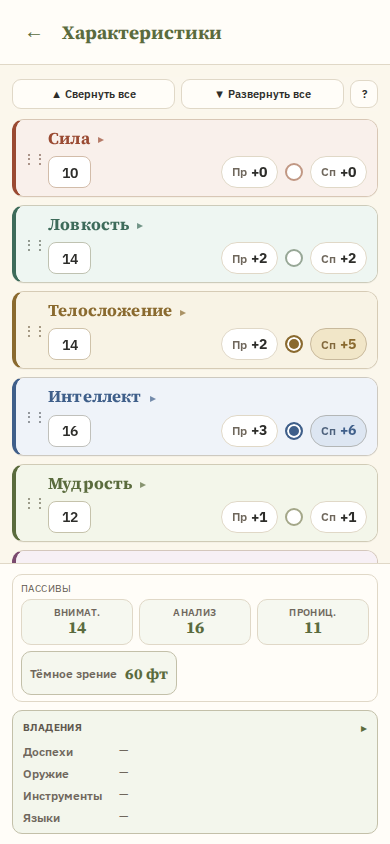 ← Характеристики
▲ Свернуть все ▼ Развернуть все ?
Сила ▸
10 Пр +0 Сп +0
Ловкость ▸
14 Пр +2 Сп +2
Телосложение ▸
14 Пр +2 Сп +5
Интеллект ▸
16 Пр +3 Сп +6
Мудрость ▸
12 Пр +1 Сп +1
ПАССИВЫ
ВНИМАТ. АНАЛИЗ ПРОНИЦ.
14 16 11
Тёмное зрение 60 фт
ВЛАДЕНИЯ ▸
Доспехи —
Оружие —
Инструменты —
Языки —